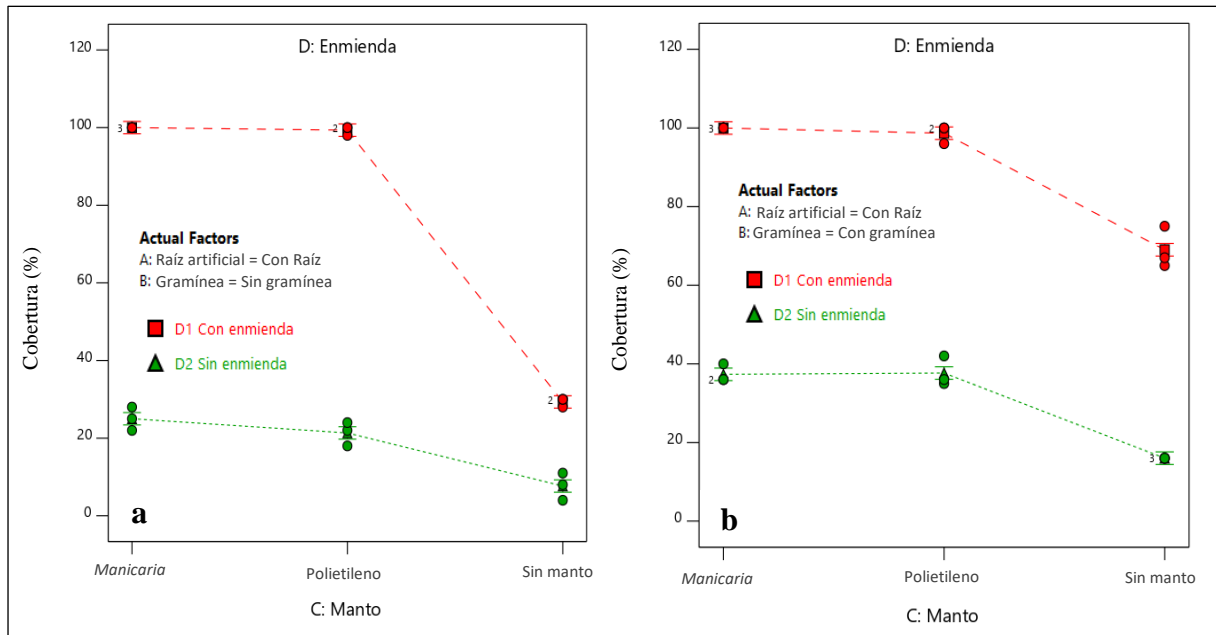 D: Enmienda
120
100
80
60
40
20
0
Cobertura (%)
3
2
2
Actual Factors
A: Raíz artificial = Con Raíz
B: Gramínea = Sin gramínea
D1 Con enmienda
D2 Sin enmienda
a
Manicaria
Polietileno
Sin manto
C: Manto
D: Enmienda
120
100
80
60
40
20
0
Cobertura (%)
3
2
2
3
Actual Factors
A: Raíz artificial = Con Raíz
B: Gramínea = Con gramínea
D1 Con enmienda
D2 Sin enmienda
b
Manicaria
Polietileno
Sin manto
C: Manto